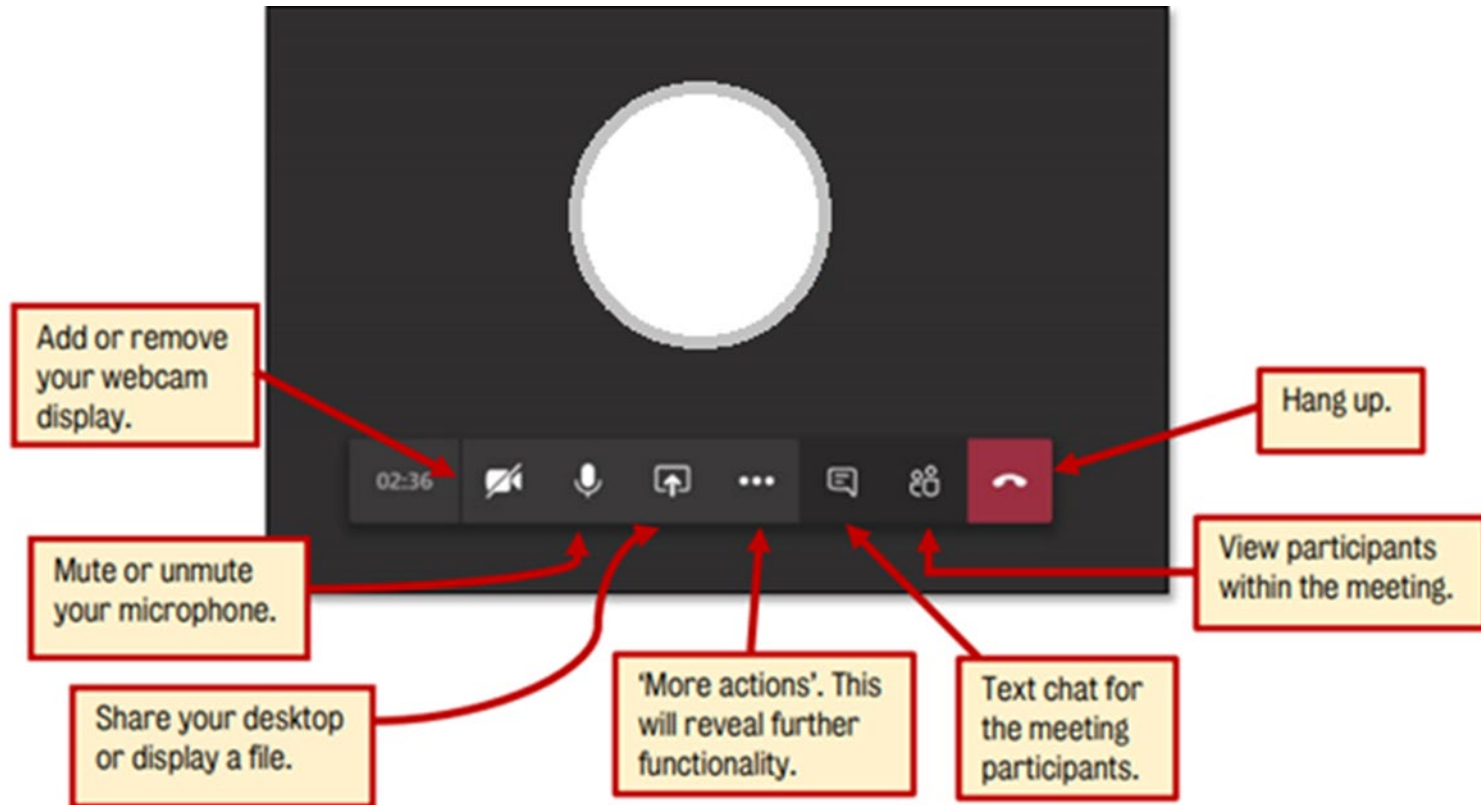 Add or remove
your webcam
display.
Hang up.
02:36
Mute or unmute
your microphone.
View participants
within the meeting.
Share your desktop
or display a file.
'More actions'. This
will reveal further
functionality.
Text chat for
the meeting
participants.